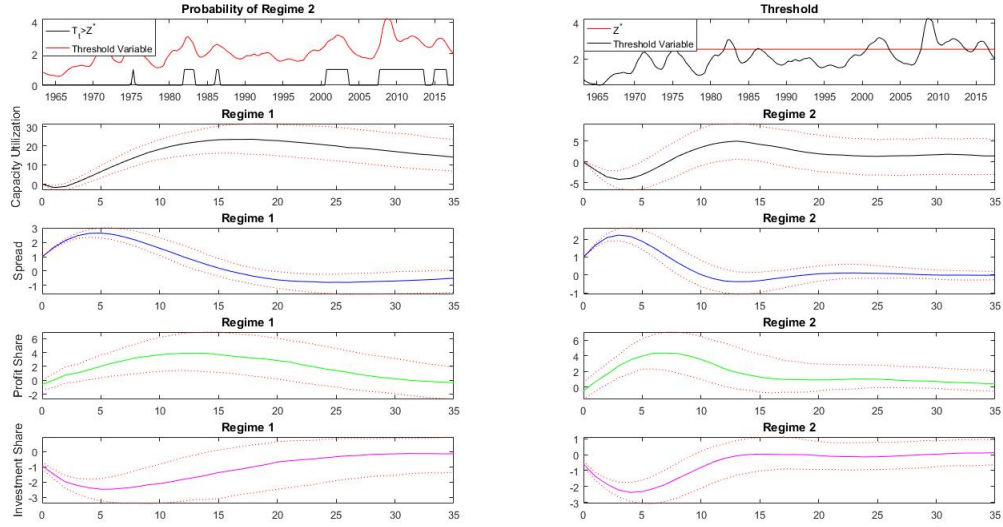 Probability of Regime 2
T_t>Z*
Threshold Variable
4
2
0
1965 1970 1975 1980 1985 1990 1995 2000 2005 2010 2015
Threshold
Z*
Threshold Variable
4
2
1965 1970 1975 1980 1985 1990 1995 2000 2005 2010 2015
Regime 1
Capacity Utilization
30
20
10
0
0 5 10 15 20 25 30 35
Regime 2
5
0
-5
0 5 10 15 20 25 30 35
Regime 1
Spread
3
2
1
0
-1
0 5 10 15 20 25 30 35
Regime 2
2
1
0
-1
0 5 10 15 20 25 30 35
Regime 1
Profit Share
6
4
2
0
-2
0 5 10 15 20 25 30 35
Regime 2
6
4
2
0
0 5 10 15 20 25 30 35
Regime 1
Investment Share
0
-1
-2
-3
0 5 10 15 20 25 30 35
Regime 2
1
0
-1
-2
-3
0 5 10 15 20 25 30 35